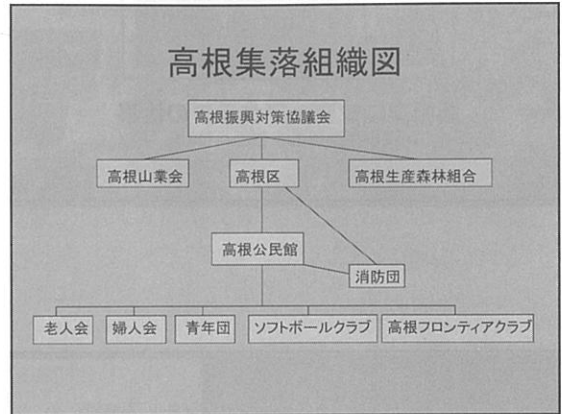 高根集落組織図
高根振興対策協議会
高根山業会
高根区
高根生産森林組合
高根公民館
消防団
老人会
婦人会
青年団
ソフトボールクラブ
高根フロンティアクラブ